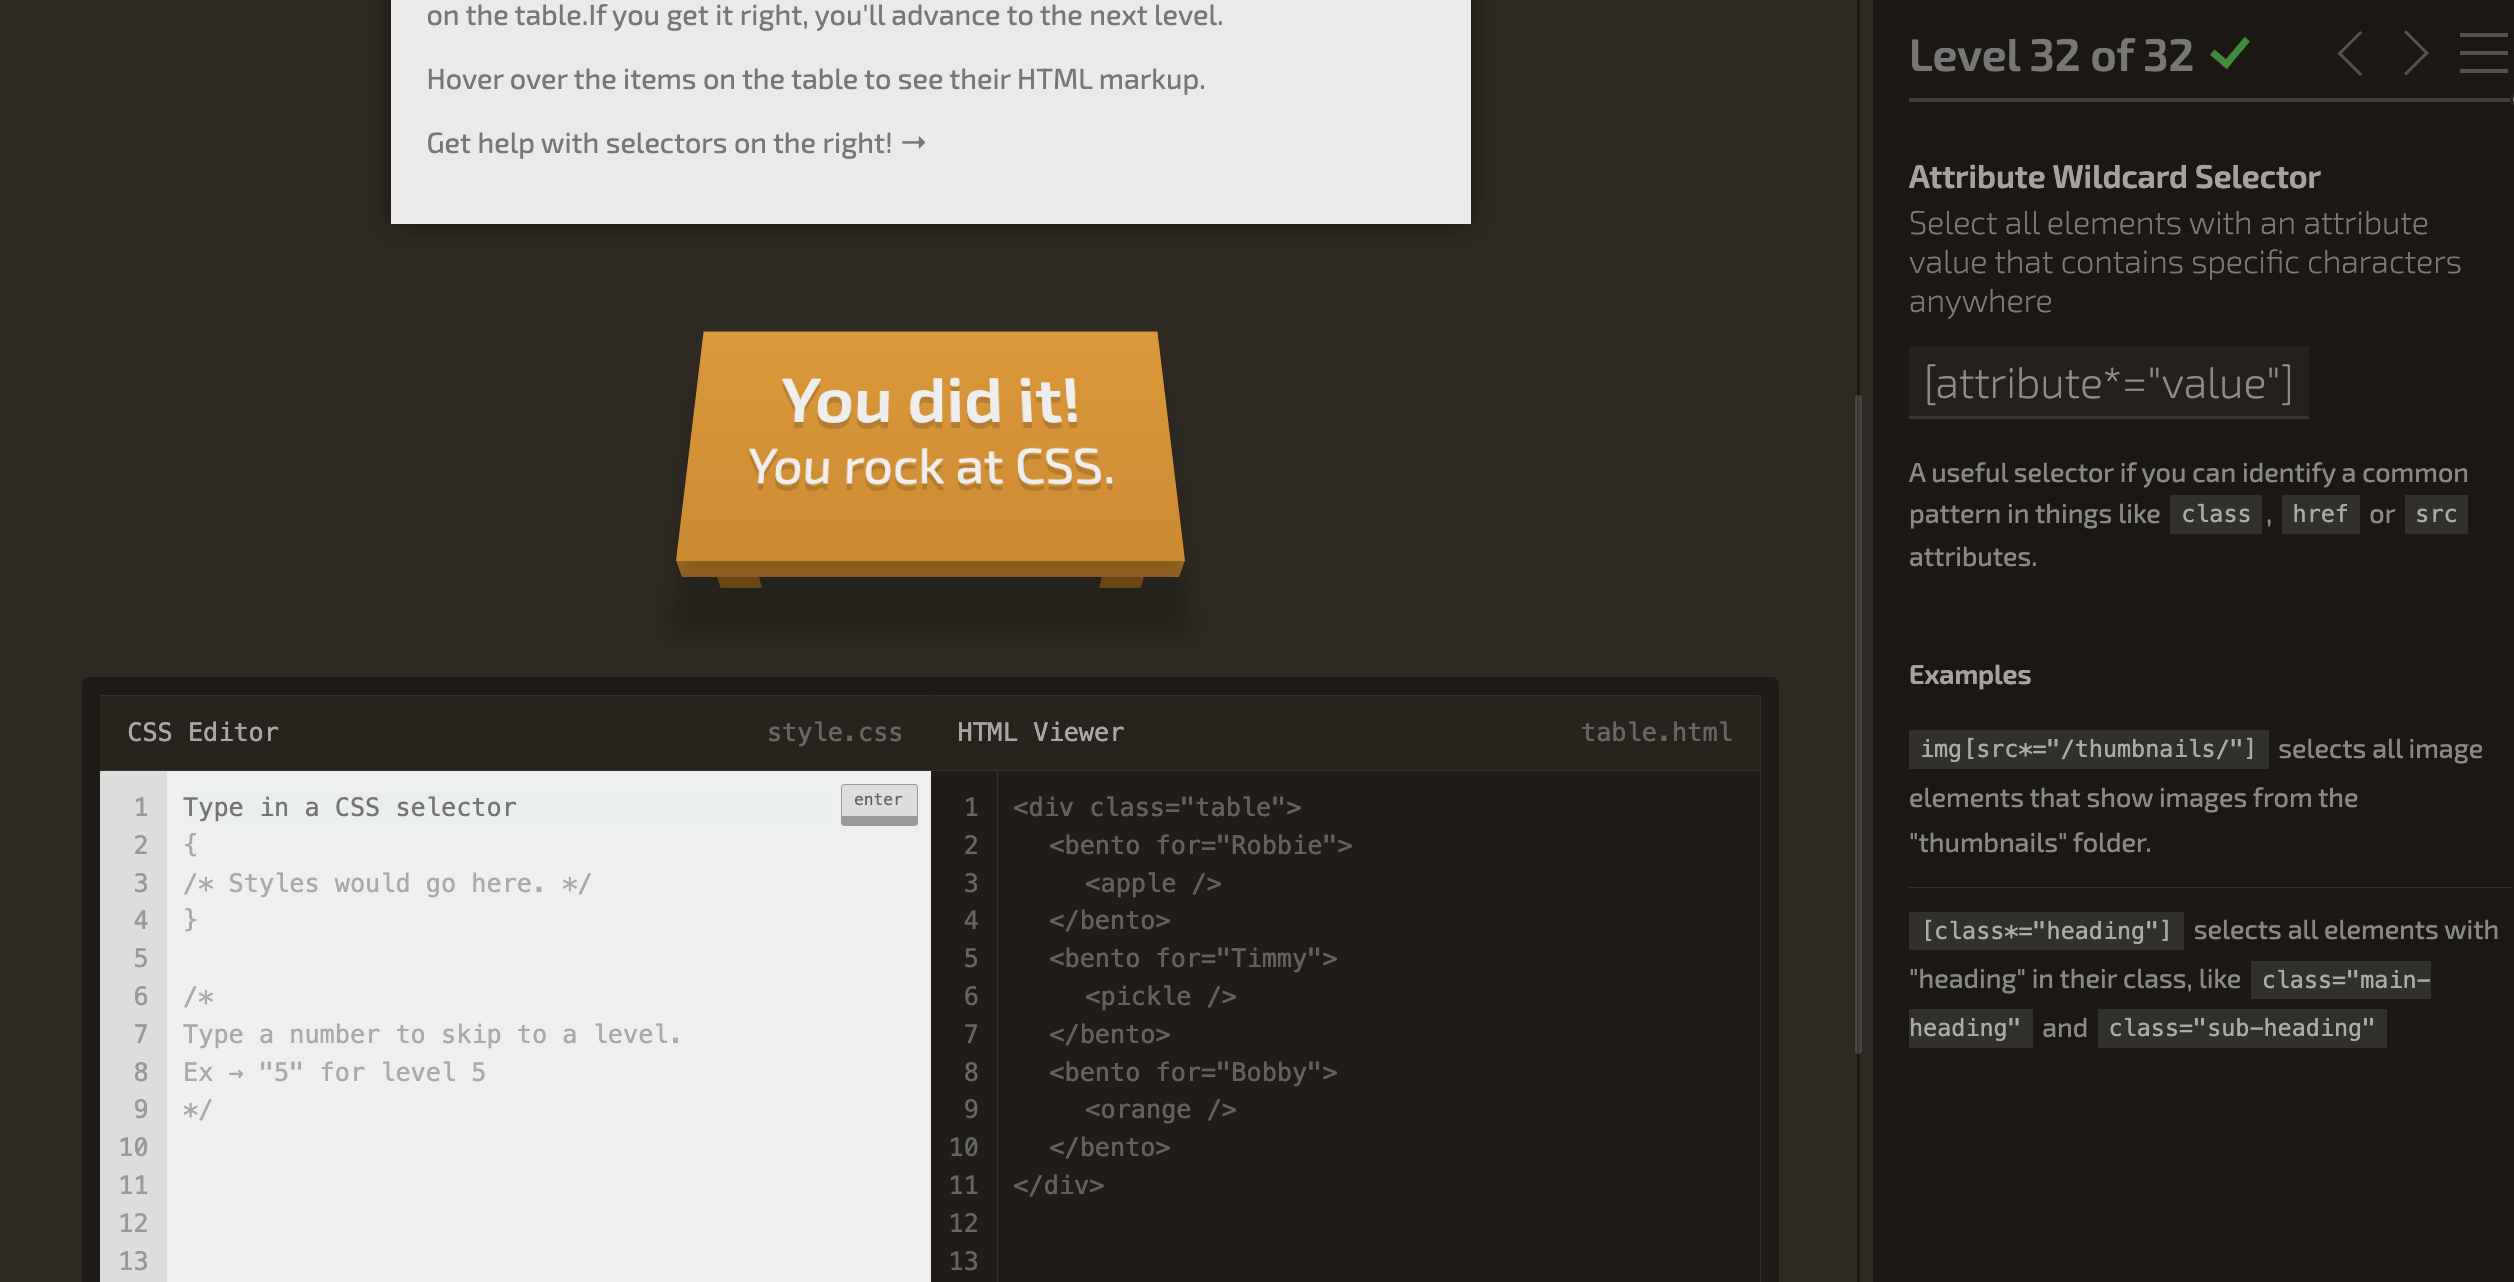 on the table.If you get it right, you'll advance to the next level.
Hover over the items on the table to see their HTML markup.
Get help with selectors on the right! →
You did it!
You rock at CSS.
CSS Editor style.css
1 Type in a CSS selector enter
2 {
3 /* Styles would go here. */
4 }
5
6 /*
7 Type a number to skip to a level.
8 Ex → "5" for level 5
9 */
10
11
12
13
HTML Viewer table.html
1 <div class="table">
2 <bento for="Robbie">
3 <apple />
4 </bento>
5 <bento for="Timmy">
6 <pickle />
7 </bento>
8 <bento for="Bobby">
9 <orange />
10 </bento>
11 </div>
12
13
Level 32 of 32
Attribute Wildcard Selector
Select all elements with an attribute
value that contains specific characters
anywhere
[attribute*="value"]
A useful selector if you can identify a common
pattern in things like class , href or src
attributes.
Examples
img[src*="/thumbnails/"] selects all image
elements that show images from the
"thumbnails" folder.
[class*="heading"] selects all elements with
"heading" in their class, like class="main-
heading" and class="sub-heading"